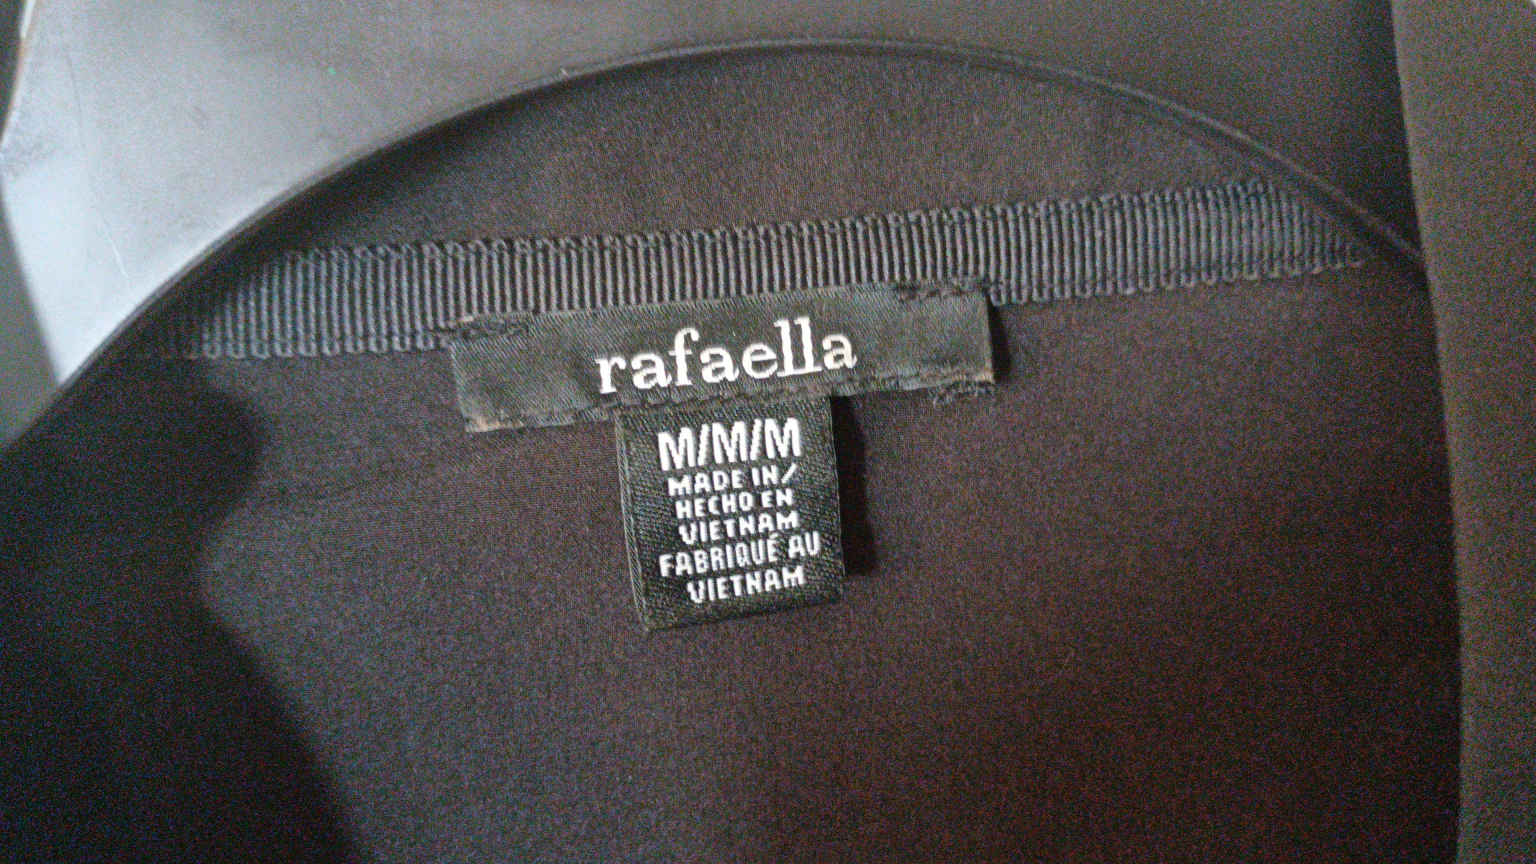 rafaella
M/M/M
MADE IN/
HECHO EN
VIETNAM
FABRIQUÉ AU
VIETNAM